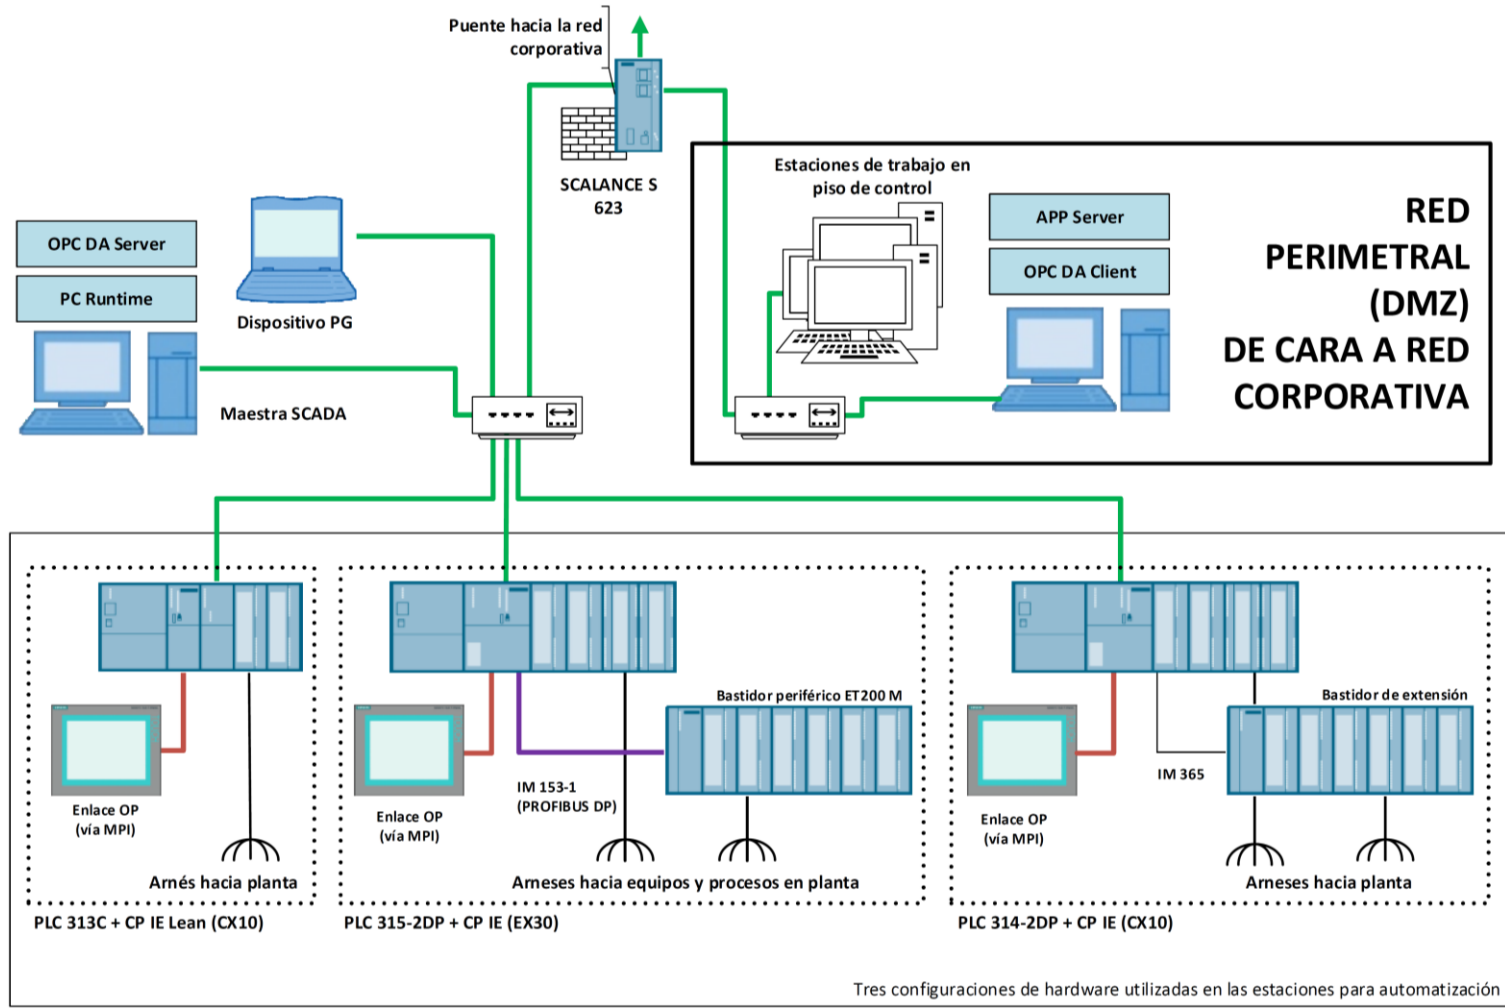 Puente hacia la red
corporativa
SCALANCE S
623
Estaciones de trabajo en
piso de control
APP Server
OPC DA Client
RED
PERIMETRAL
(DMZ)
DE CARA A RED
CORPORATIVA
OPC DA Server
PC Runtime
Dispositivo PG
Maestra SCADA
Enlace OP
(vía MPI)
Arnés hacia planta
PLC 313C + CP IE Lean (CX10)
Bastidor periférico ET200 M
IM 153-1
(PROFIBUS DP)
Enlace OP
(vía MPI)
Arneses hacia equipos y procesos en planta
PLC 315-2DP + CP IE (EX30)
Bastidor de extensión
IM 365
Enlace OP
(vía MPI)
Arneses hacia planta
PLC 314-2DP + CP IE (CX10)
Tres configuraciones de hardware utilizadas en las estaciones para automatización